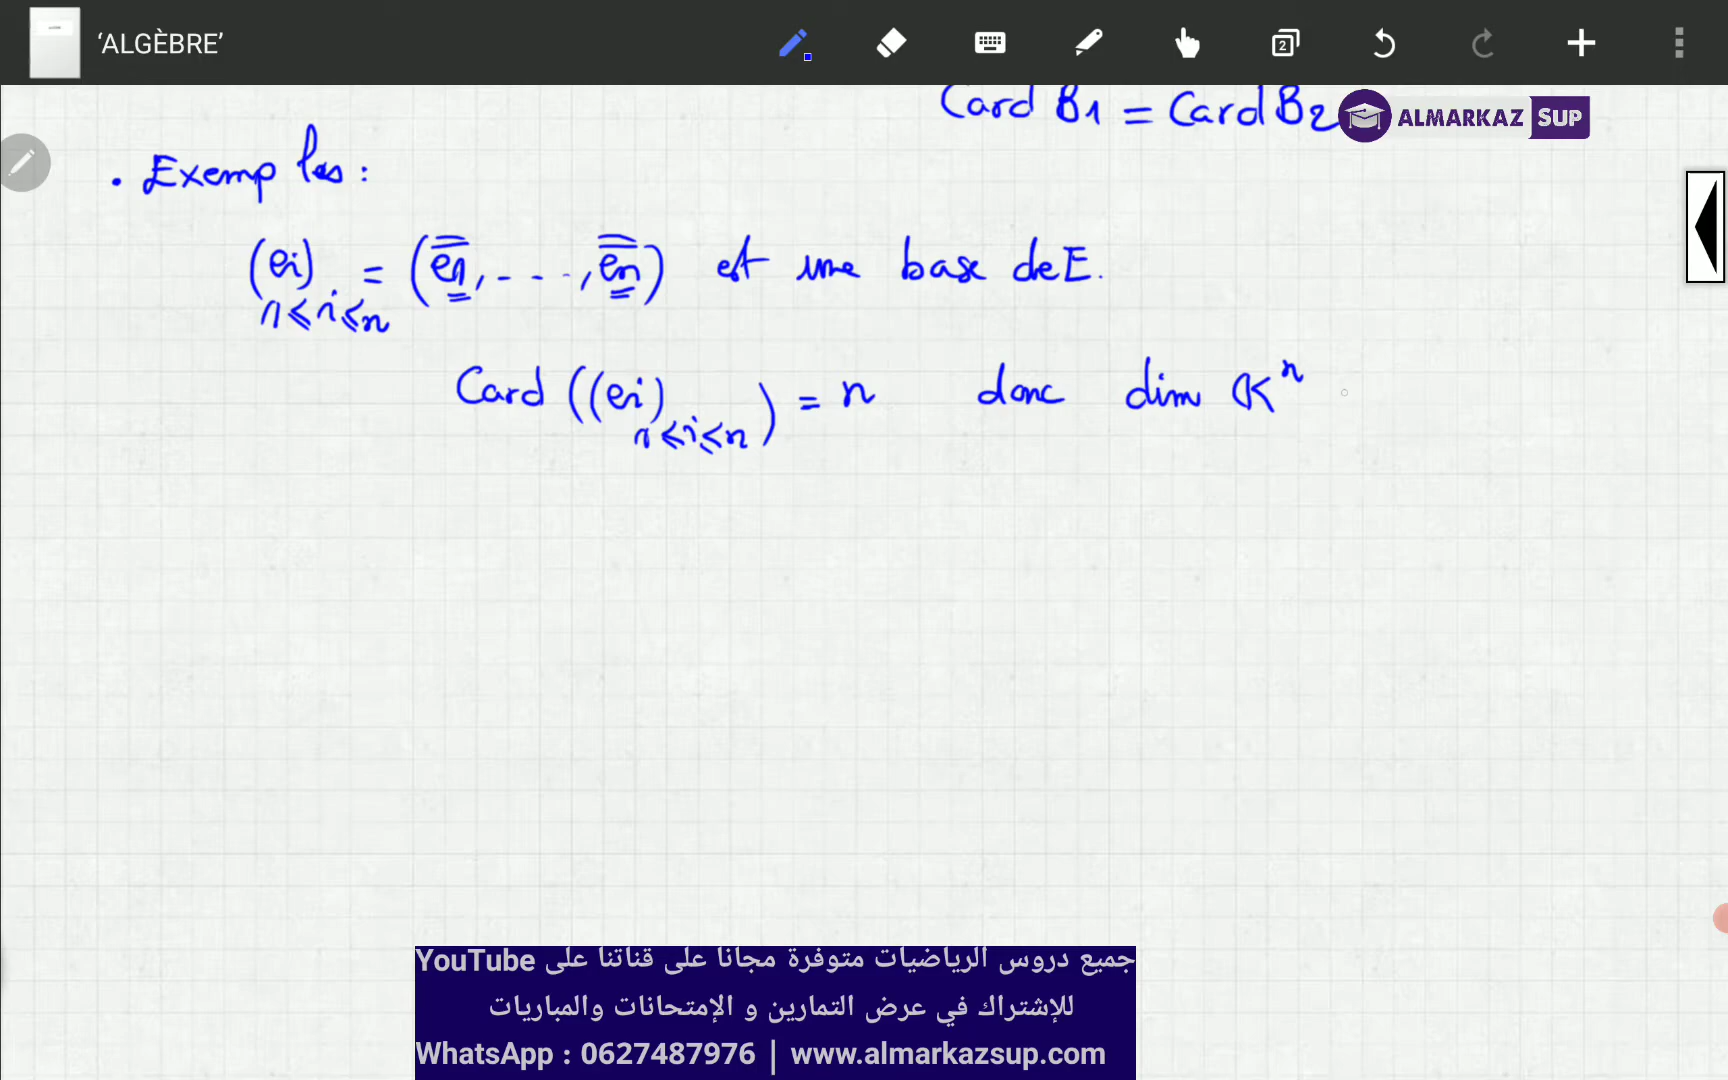 ‘ALGÈBRE’
2
Card B1 = Card B2
ALMARKAZ SUP
• Exemples :
(ei) 1≤i≤n = (e1, ..., en) est une base de E.
Card ((ei) 1≤i≤n) = n donc dim 𝕂ⁿ
جميع دروس الرياضيات متوفرة مجانا على قناتنا على YouTube
للإشتراك في عرض التمارين و الإمتحانات والمباريات
WhatsApp : 0627487976 | www.almarkazsup.com